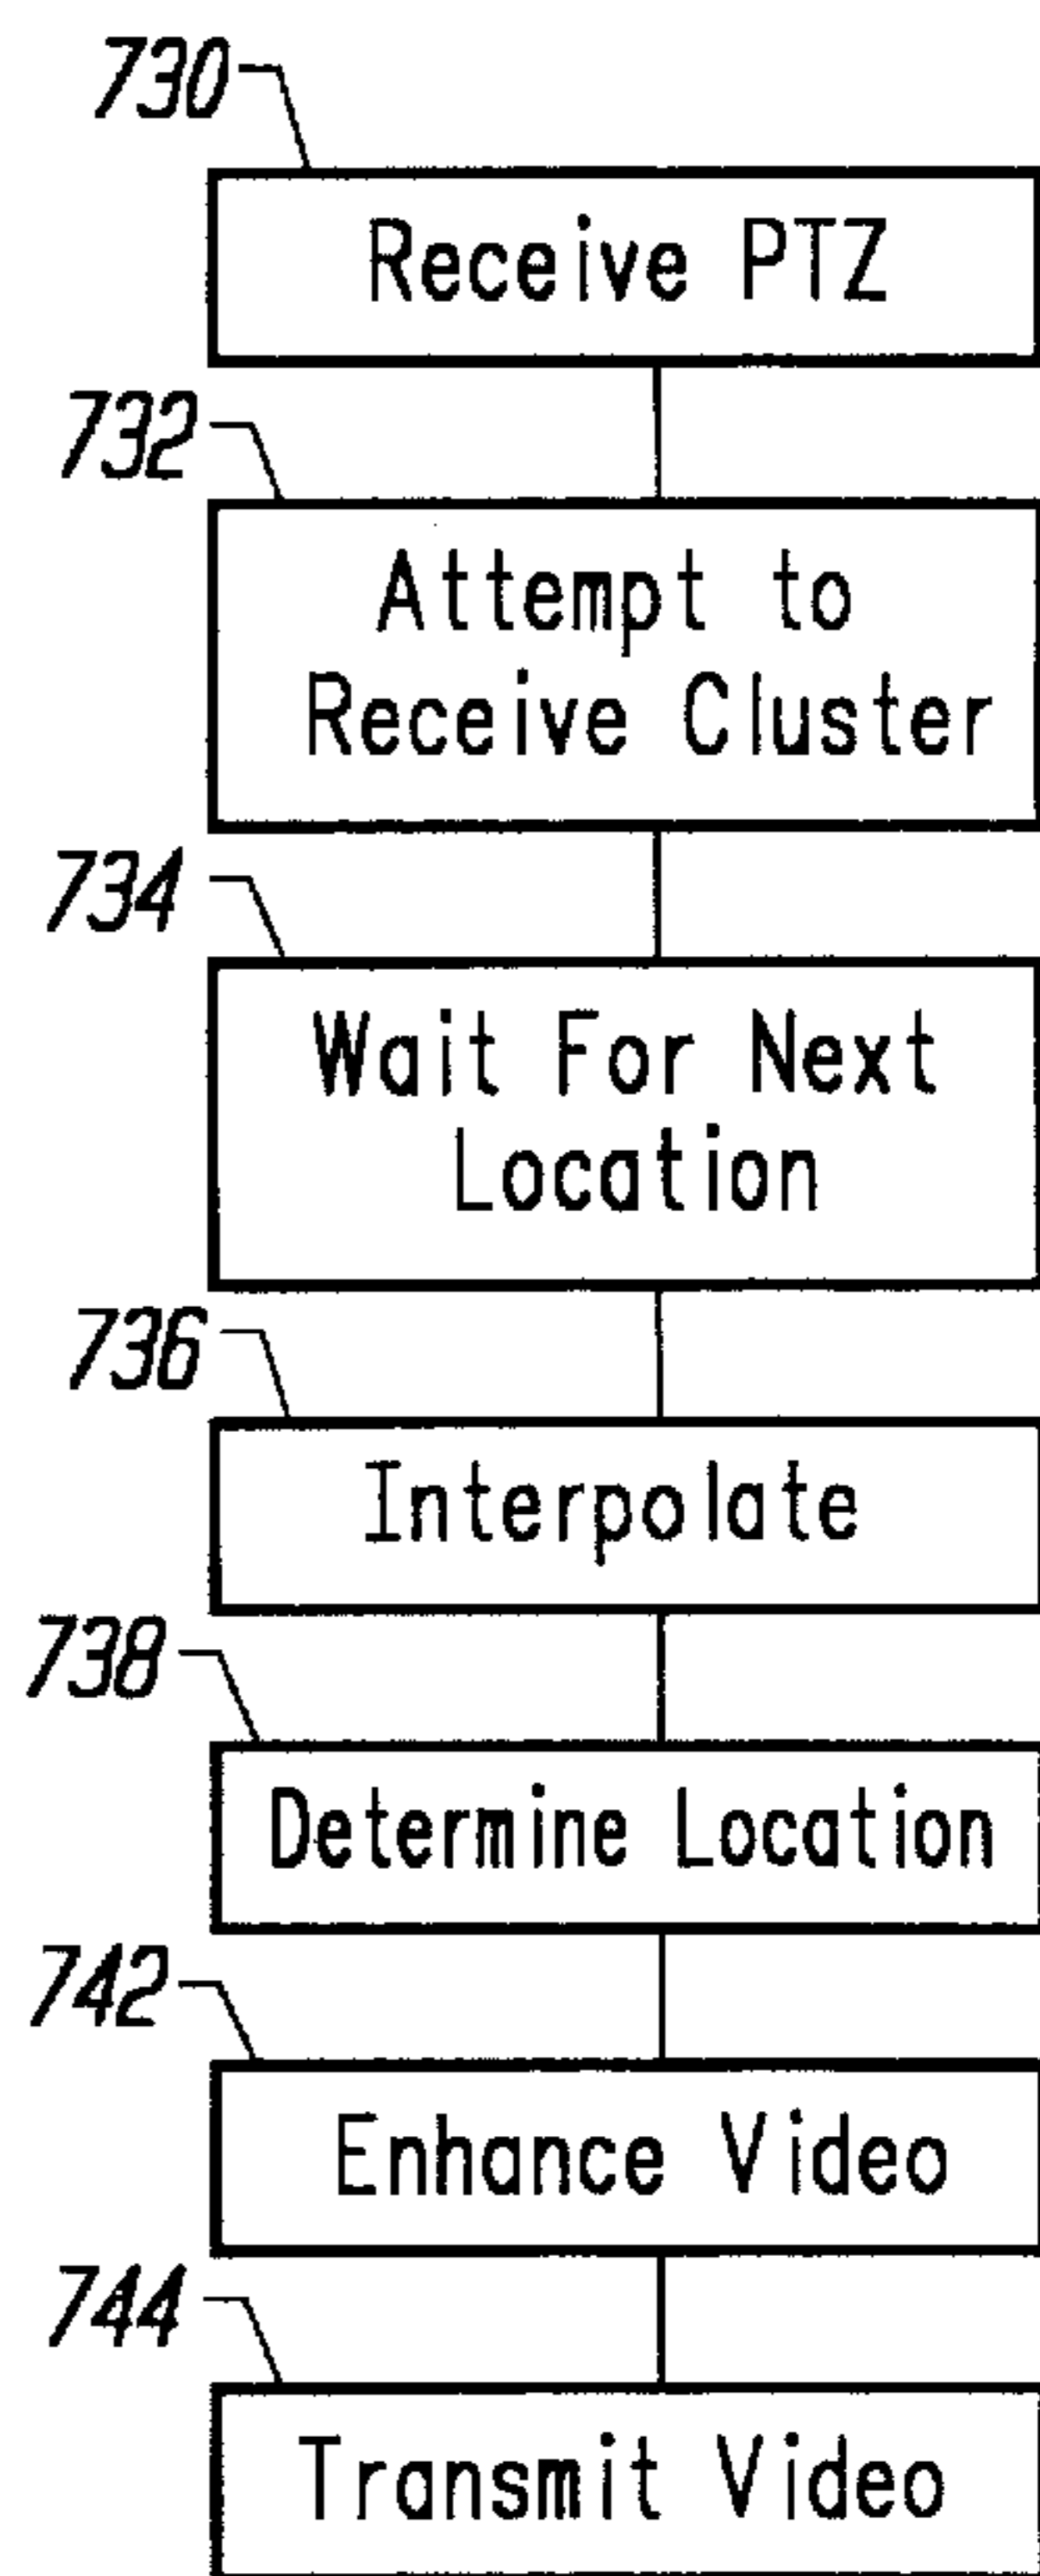 730
Receive PTZ
732
Attempt to
Receive Cluster
734
Wait For Next
Location
736
Interpolate
738
Determine Location
742
Enhance Video
744
Transmit Video